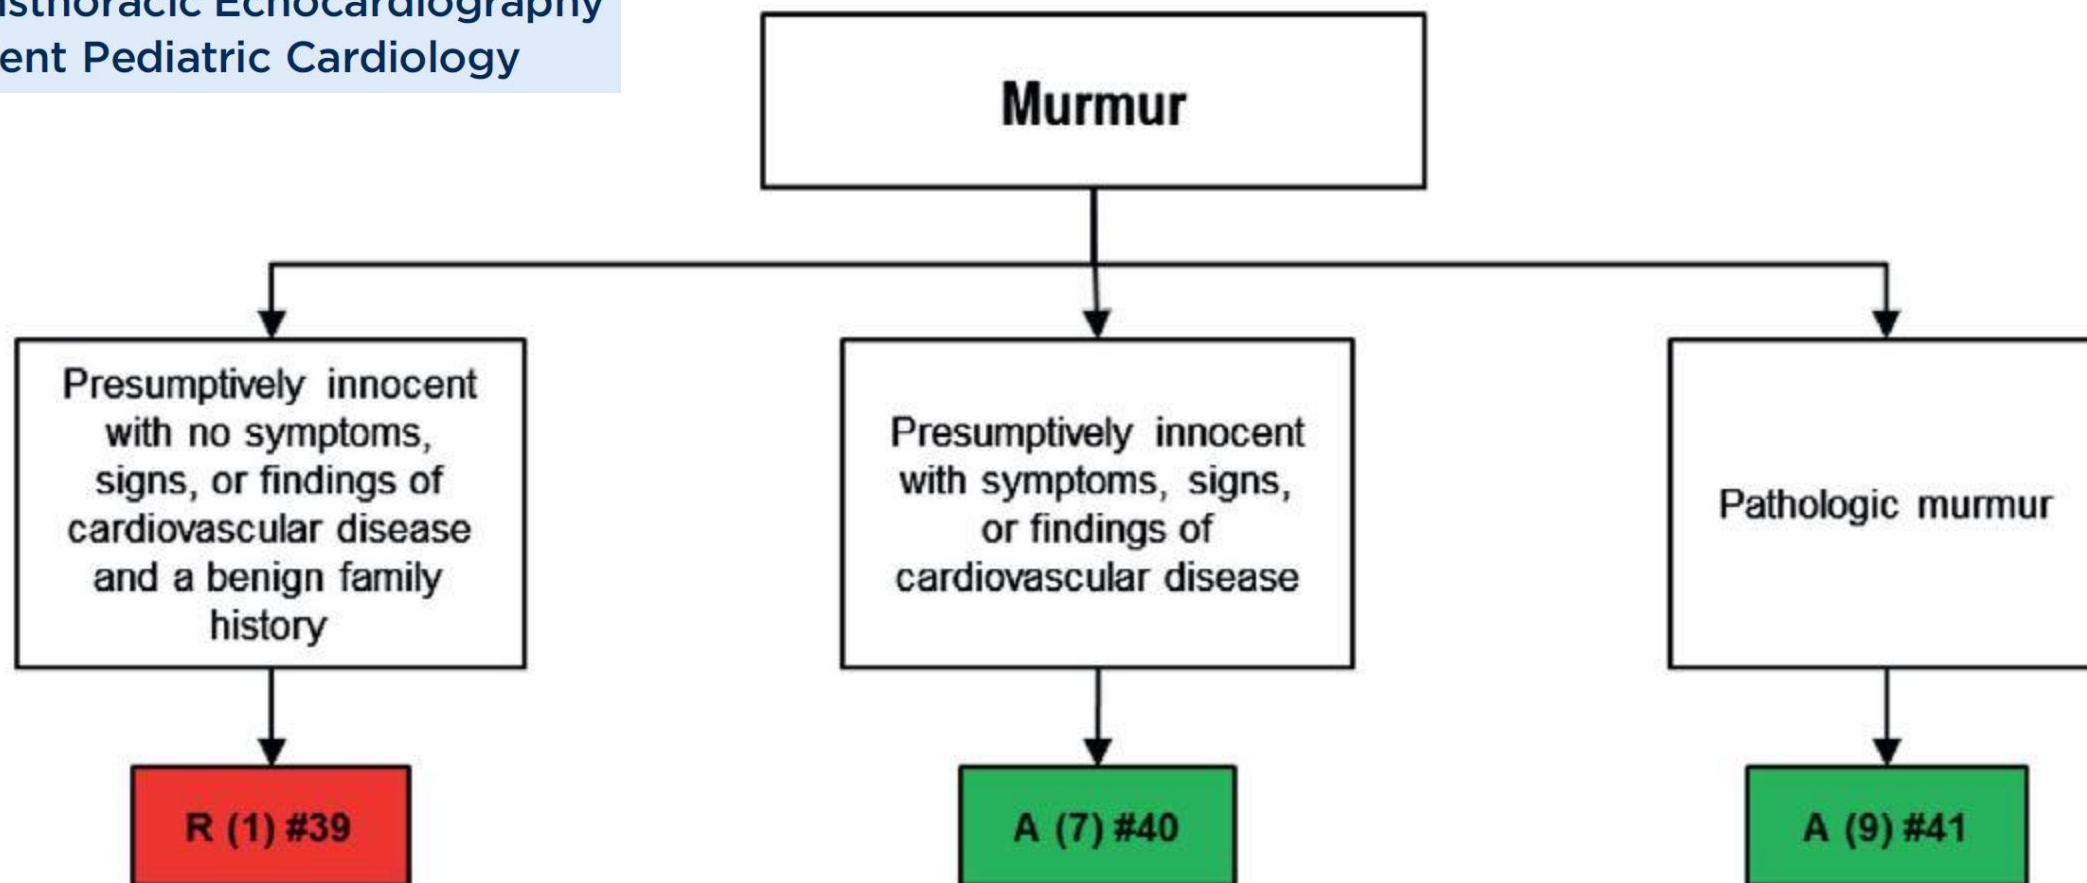 ent Pediatric Cardiology
Murmur
Presumptively innocent
with no symptoms,
signs, or findings of
cardiovascular disease
and a benign family
history
Presumptively innocent
with symptoms, signs,
or findings of
cardiovascular disease
Pathologic murmur
R (1) #39
A (7) #40
A (9) #41